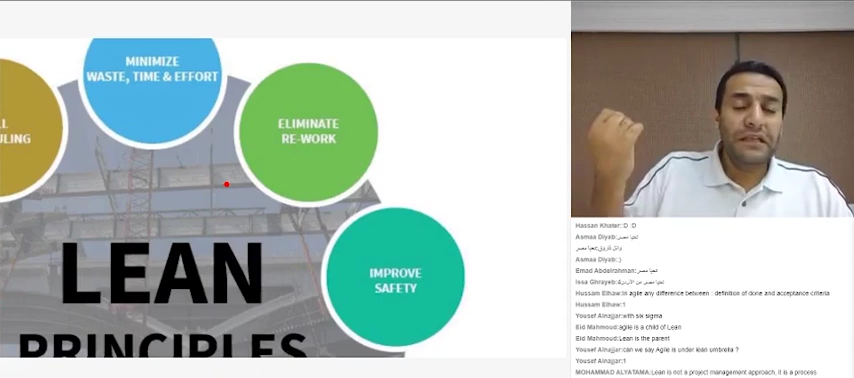 MINIMIZE
WASTE, TIME & EFFORT
ELIMINATE
RE-WORK
IMPROVE
SAFETY
LEAN
PRINCIPLES
Hassan Khater::D :D
Asmaa Diyab:تحيا مصر
Asmaa Diyab::)
Emad Abdelrahman:تحيا مصر
Issa Ghrayeb:تحيا مصر من الأردن
Hussam Elhaw:in agile any difference between : definition of done and acceptance criteria
Hussam Elhaw:1
Yousef Alnajjar:with six sigma
Eid Mahmoud:agile is a child of Lean
Eid Mahmoud:Lean is the parent
Yousef Alnajjar:can we say Agile is under lean umbrella ?
Yousef Alnajjar:1
MOHAMMAD ALYATAMA:Lean is not a project management approach, it is a process